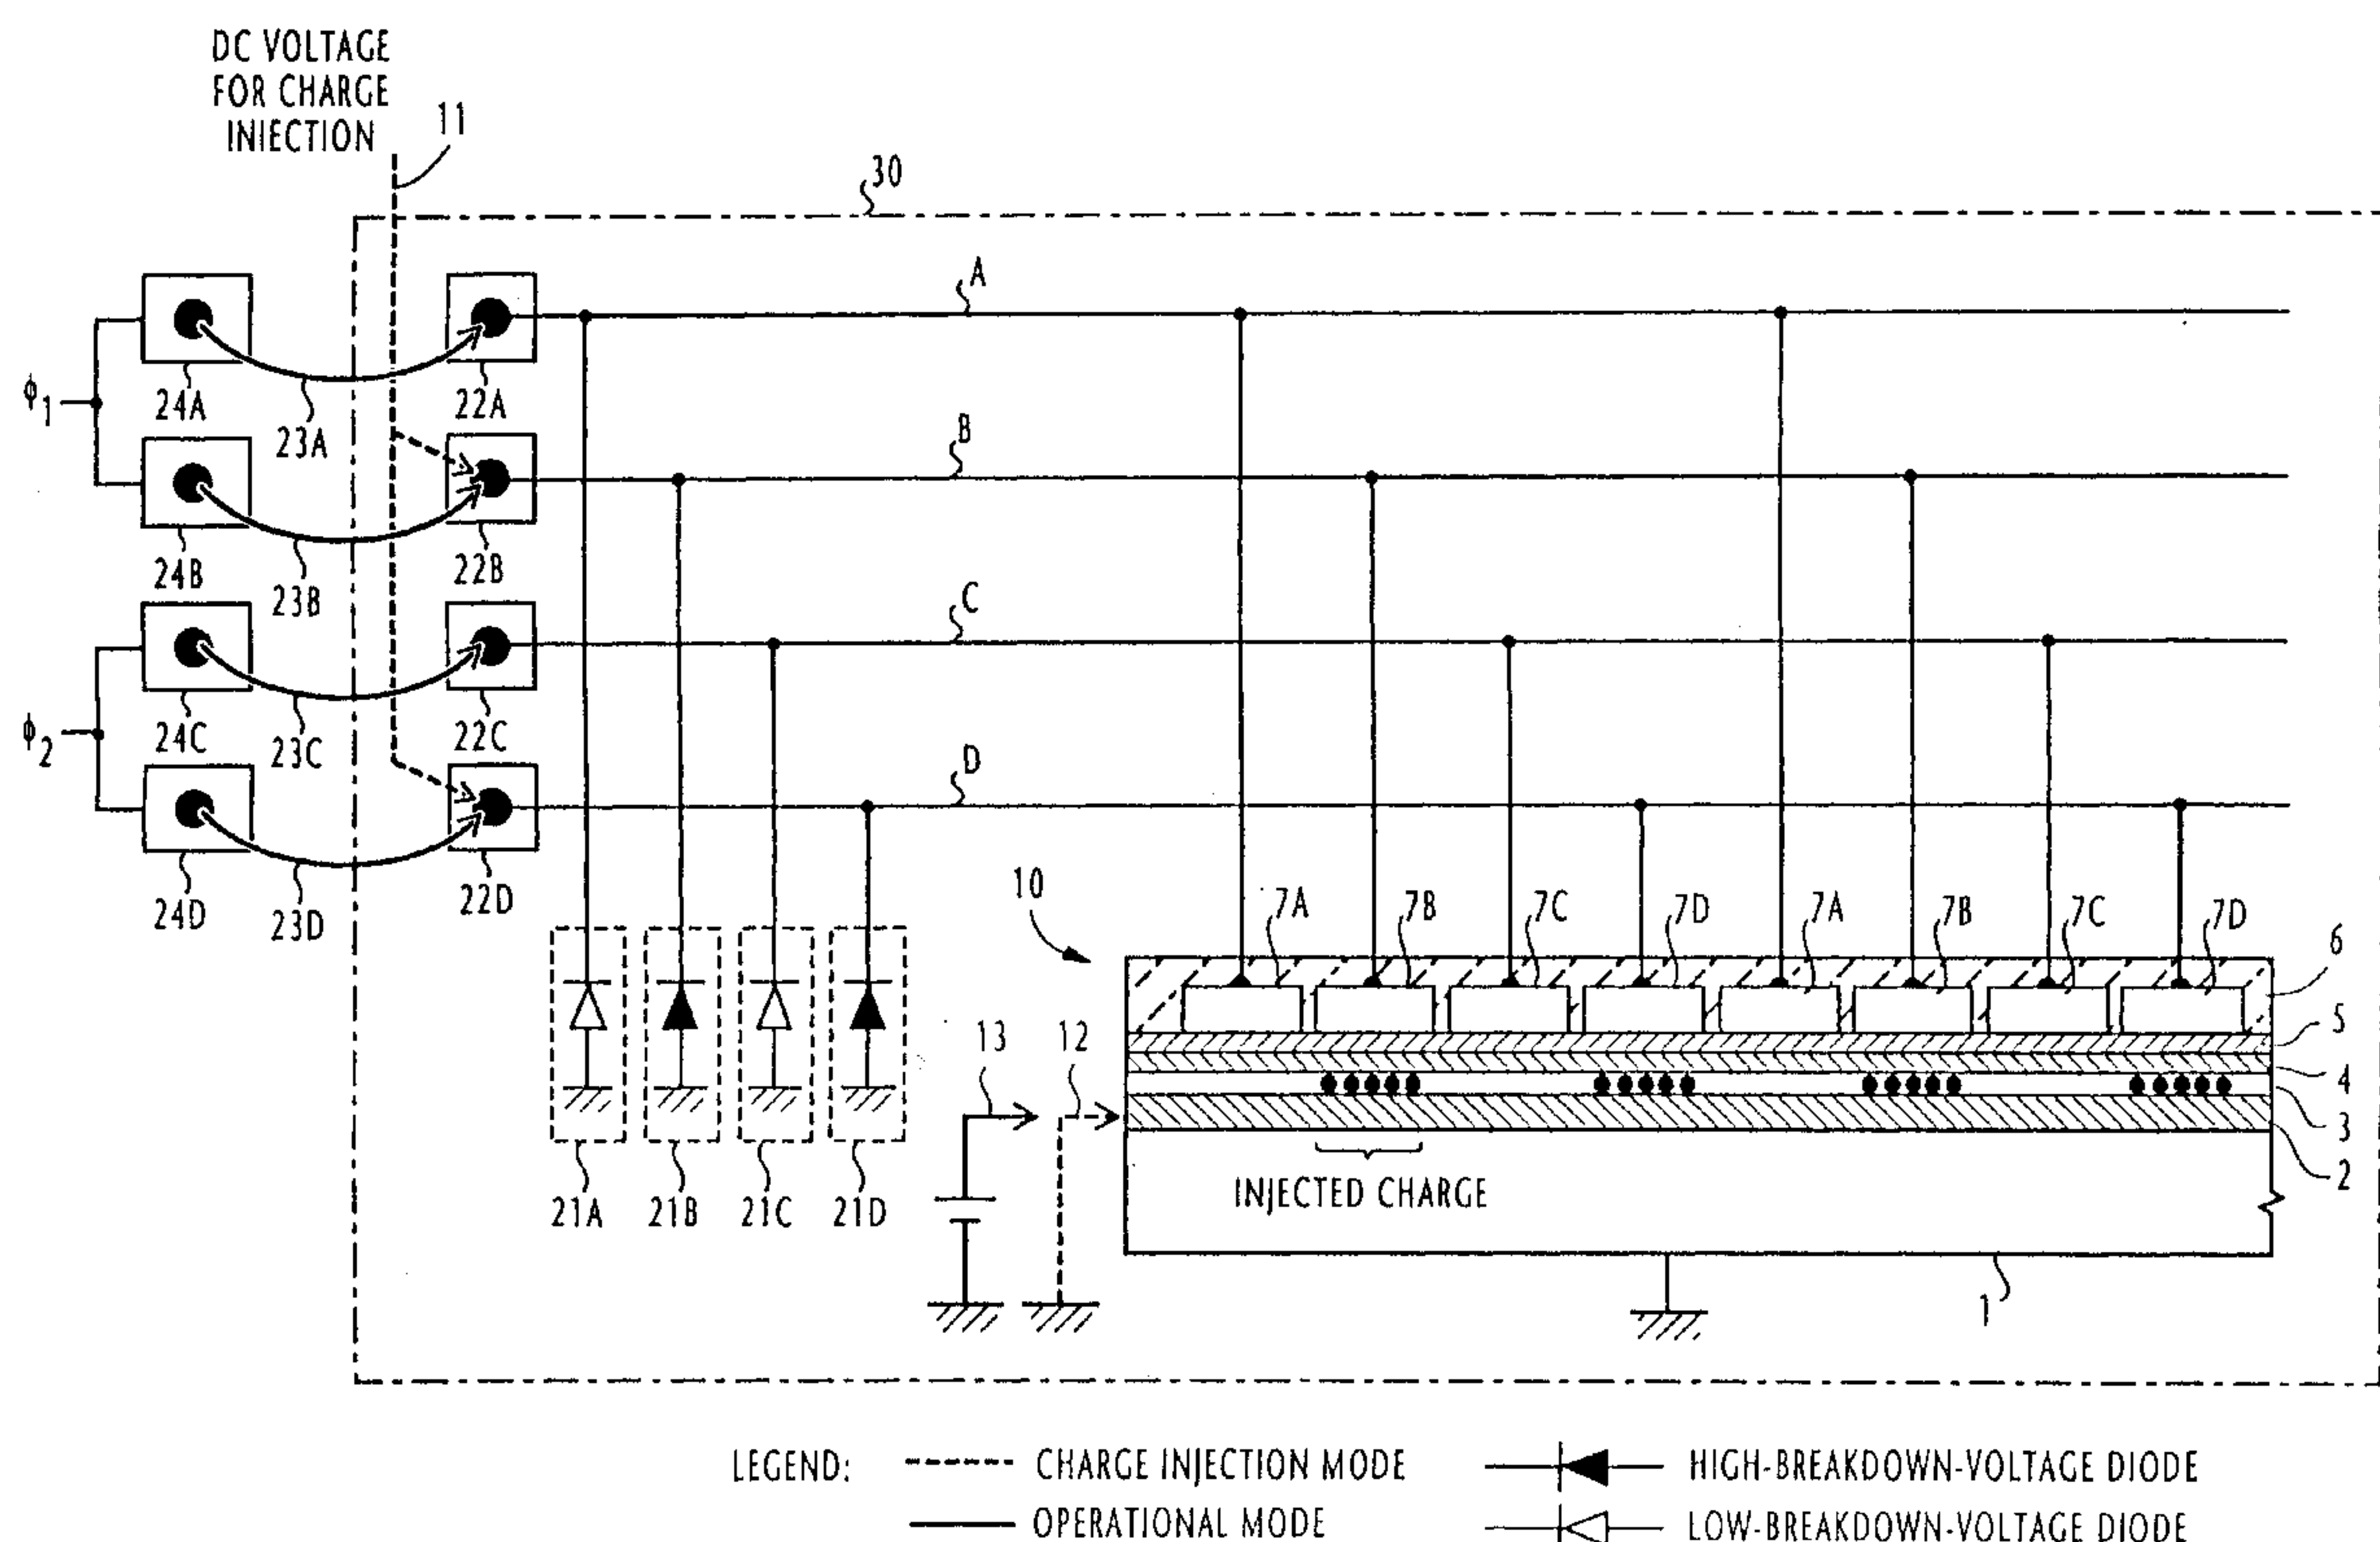 DC VOLTAGE
FOR CHARGE
INIECTION
11
30
A
24A
22A
ϕ1
23A
B
24B
22B
23B
C
24C
22C
ϕ2
23C
D
24D
22D
23D
10
7A
7B
7C
7D
7A
7B
7C
7D
6
5
4
3
2
13
12
21A
21B
21C
21D
INJECTED CHARGE
1
LEGEND:
CHARGE INJECTION MODE
HIGH-BREAKDOWN-VOLTAGE DIODE
OPERATIONAL MODE
LOW-BREAKDOWN-VOLTAGE DIODE